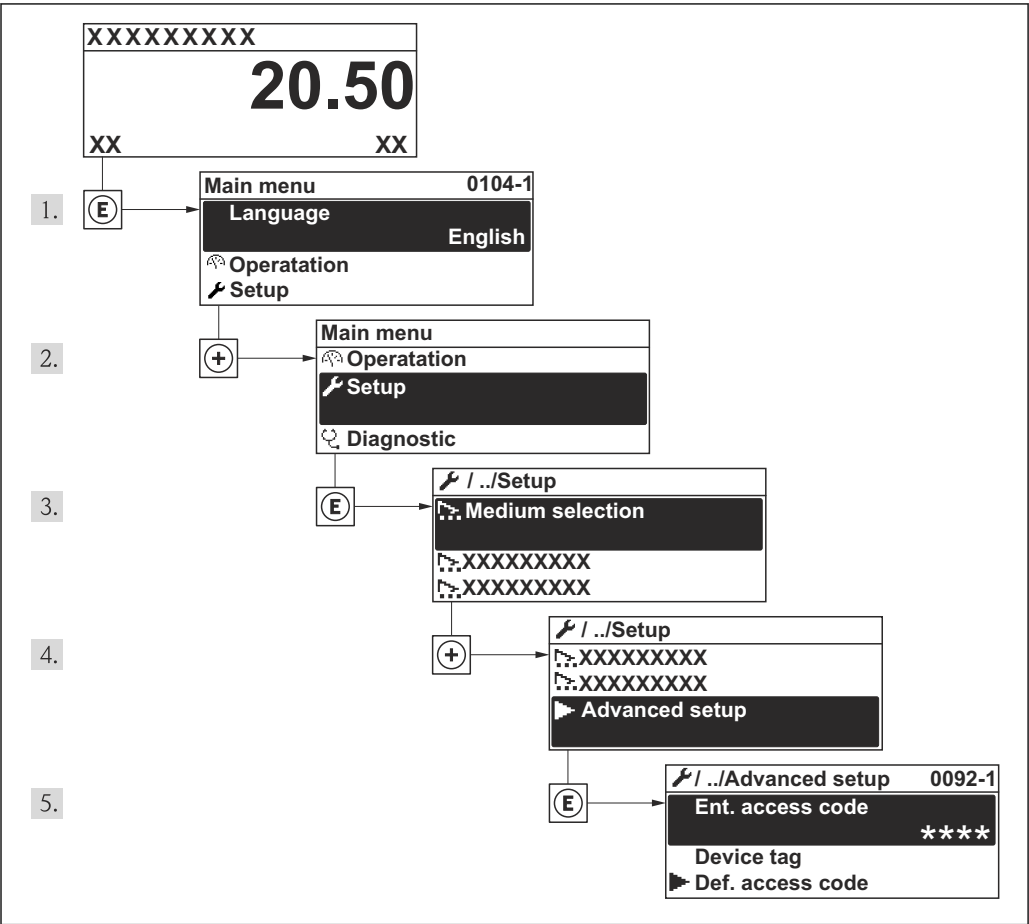 XXXXXXXXX
20.50
XX XX
1. E Main menu 0104-1
Language
English
Operatation
Setup
2. + Main menu
Operatation
Setup
Diagnostic
3. E / ../Setup
Medium selection
XXXXXXXXX
XXXXXXXXX
4. + / ../Setup
XXXXXXXXX
XXXXXXXXX
Advanced setup
5. E / ../Advanced setup 0092-1
Ent. access code
****
Device tag
Def. access code